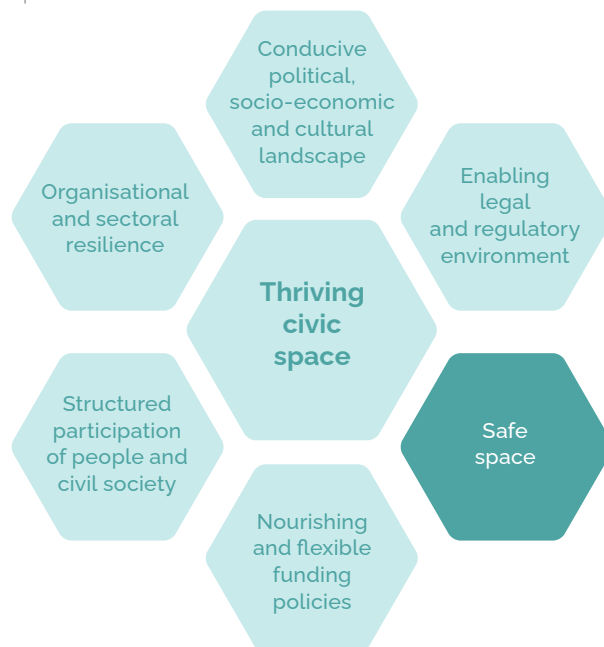 Conducive
political,
socio-economic
and cultural
landscape
Organisational
and sectoral
resilience
Enabling
legal
and regulatory
environment
Thriving
civic
space
Structured
participation
of people and
civil society
Safe
space
Nourishing
and flexible
funding
policies